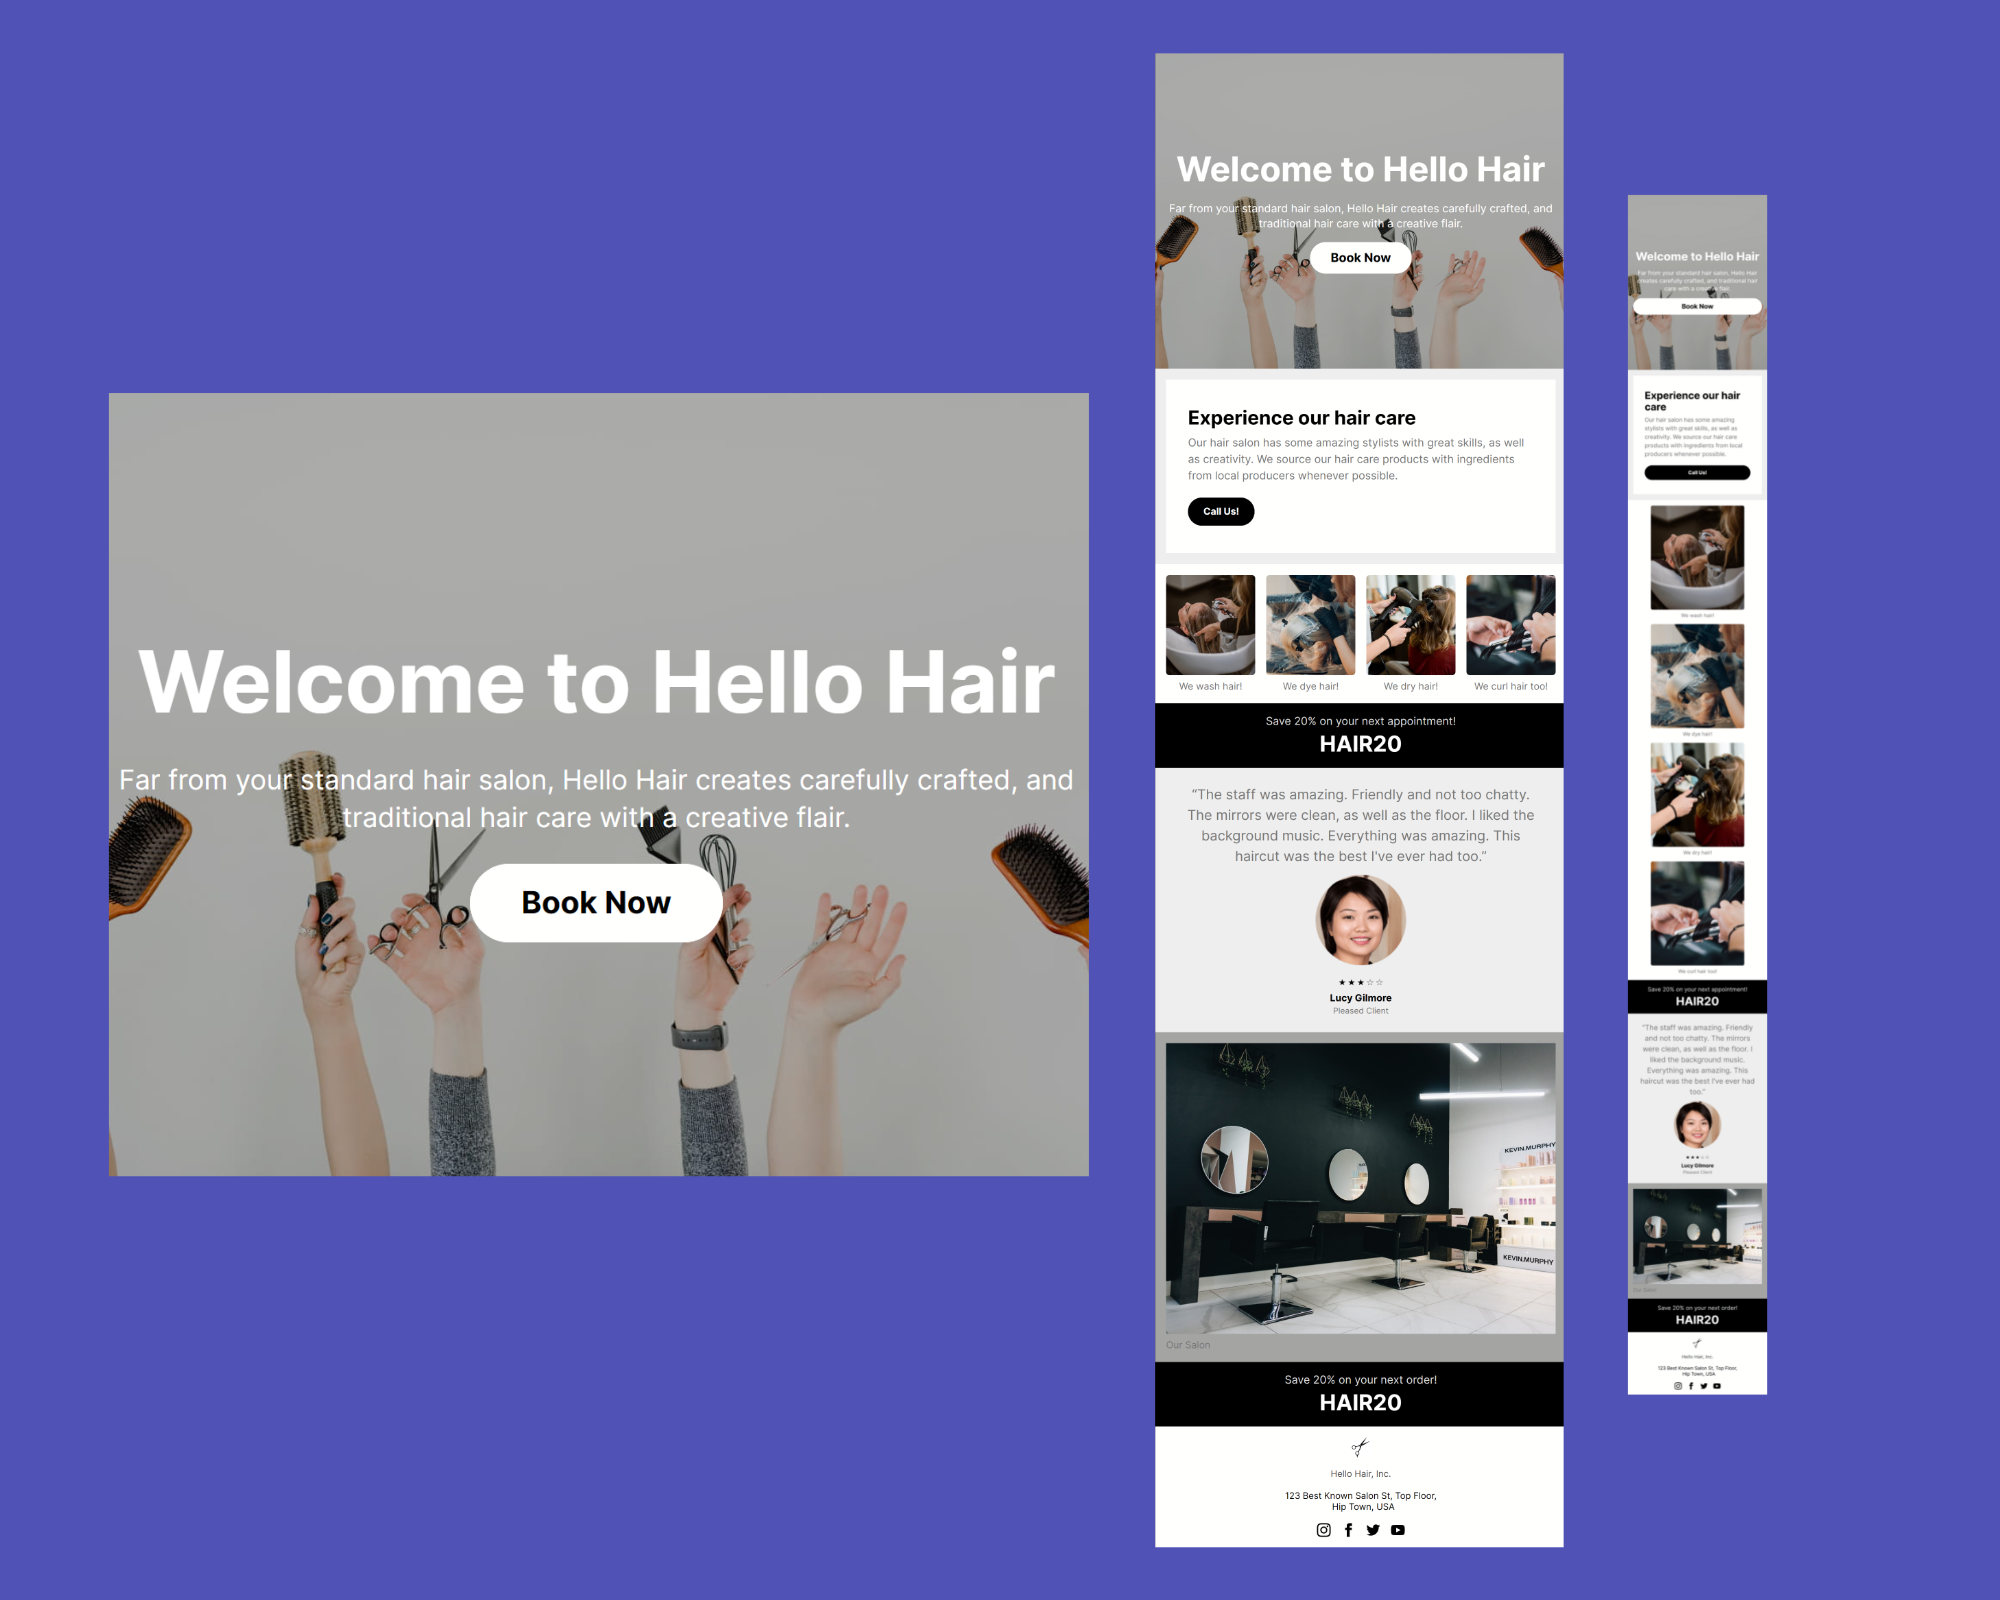 Welcome to Hello Hair
Far from your standard hair salon, Hello Hair creates carefully crafted, and
traditional hair care with a creative flair.
Book Now
Welcome to Hello Hair
Far from your standard hair salon, Hello Hair creates carefully crafted, and
traditional hair care with a creative flair.
Book Now
Experience our hair care
Our hair salon has some amazing stylists with great skills, as well
as creativity. We source our hair care products with ingredients
from local producers whenever possible.
Call Us!
We wash hair!
We dye hair!
We dry hair!
We curl hair too!
Save 20% on your next appointment!
HAIR20
“The staff was amazing. Friendly and not too chatty.
The mirrors were clean, as well as the floor. I liked the
background music. Everything was amazing. This
haircut was the best I've ever had too.”
★★★☆☆
Lucy Gilmore
Pleased Client
KEVIN.MURPHY
KEVIN.MURPHY
Our Salon
Save 20% on your next order!
HAIR20
Hello Hair, Inc.
123 Best Known Salon St, Top Floor,
Hip Town, USA
Welcome to Hello Hair
Far from your standard hair salon, Hello Hair
creates carefully crafted, and traditional hair
care with a creative flair.
Book Now
Experience our hair
care
Our hair salon has some amazing
stylists with great skills, as well as
creativity. We source our hair care
products with ingredients from local
producers whenever possible.
Call Us!
We wash hair!
We dye hair!
We dry hair!
We curl hair too!
Save 20% on your next appointment!
HAIR20
“The staff was amazing. Friendly
and not too chatty. The mirrors
were clean, as well as the floor. I
liked the background music.
Everything was amazing. This
haircut was the best I've ever had
too.”
★★★☆☆
Lucy Gilmore
Pleased Client
Our Salon
Save 20% on your next order!
HAIR20
Hello Hair, Inc.
123 Best Known Salon St, Top Floor,
Hip Town, USA